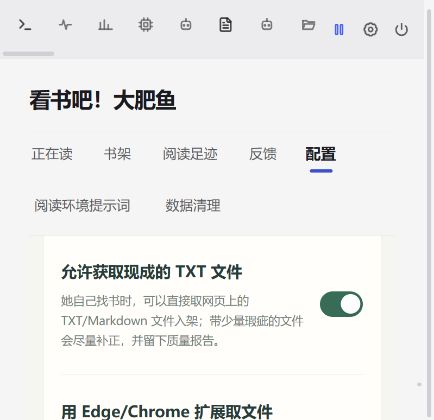 看书吧！大肥鱼
正在读 书架 阅读足迹 反馈 配置
阅读环境提示词 数据清理
允许获取现成的 TXT 文件
她自己找书时，可以直接取网页上的
TXT/Markdown 文件入架；带少量瑕疵的文件
会尽量补正，并留下质量报告。
用 Edge/Chrome 扩展取文件